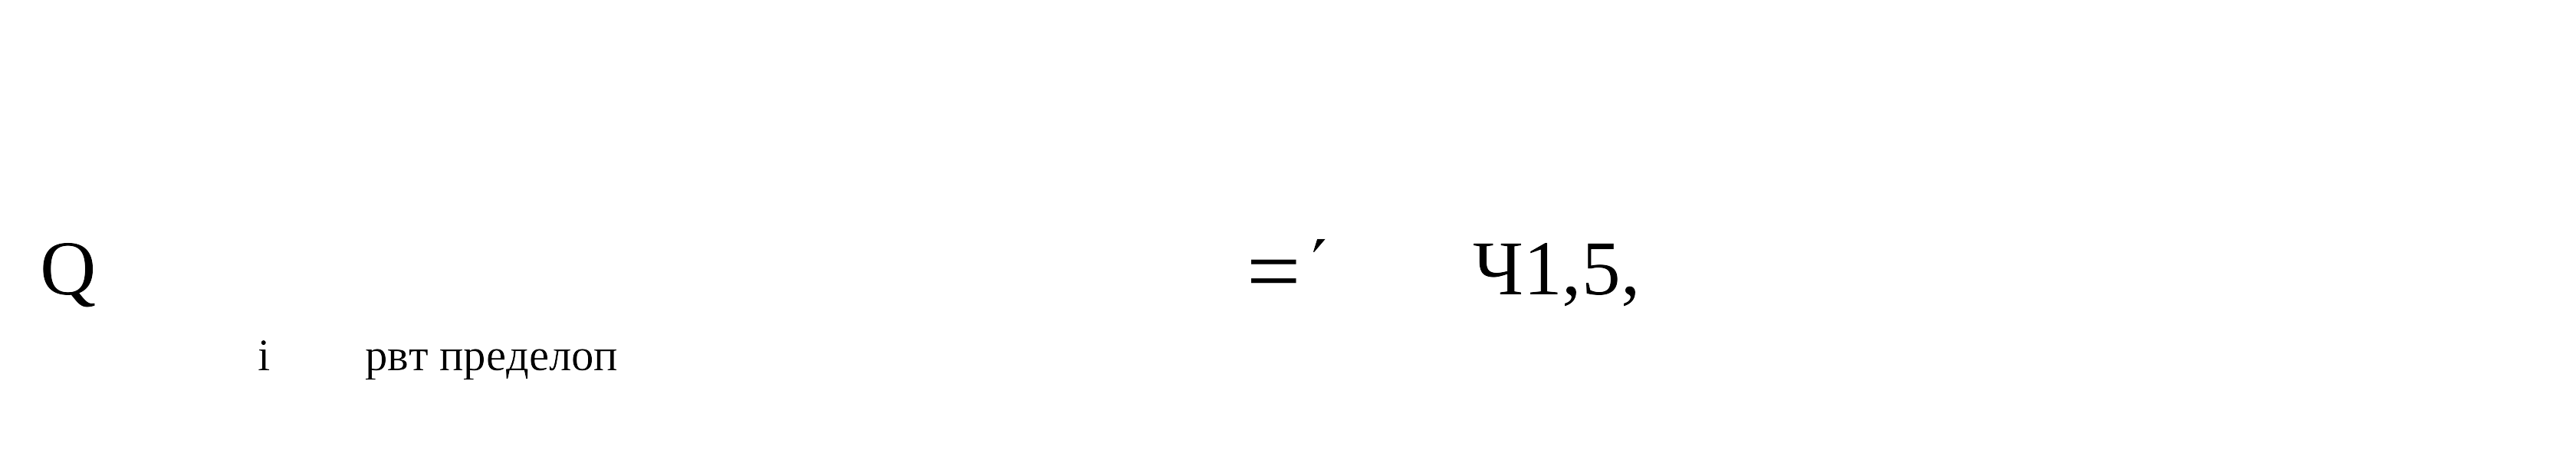 Q =′ Ч1,5,
i рвт пределоп